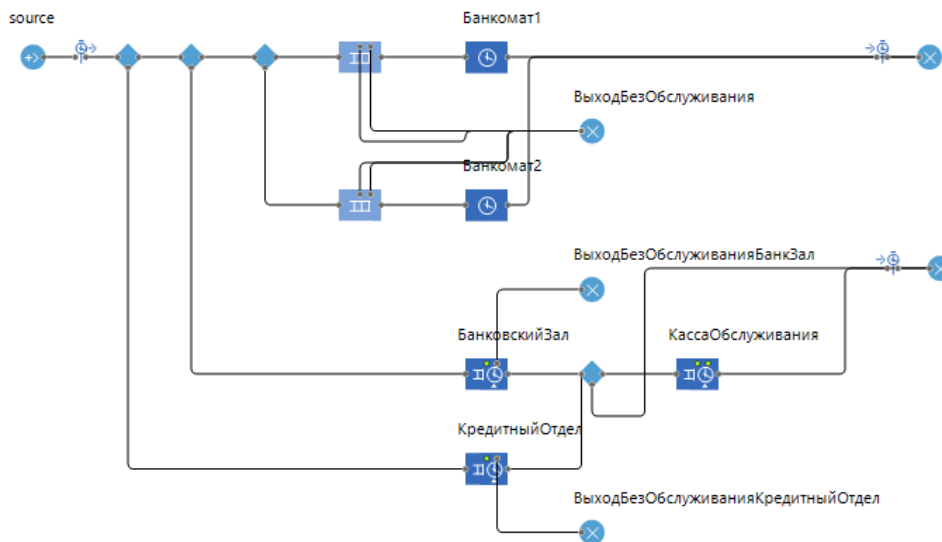 source
Банкомат1
ВыходБезОбслуживания
Банкомат2
ВыходБезОбслуживанияБанкЗал
БанковскийЗал
КассаОбслуживания
КредитныйОтдел
ВыходБезОбслуживанияКредитныйОтдел